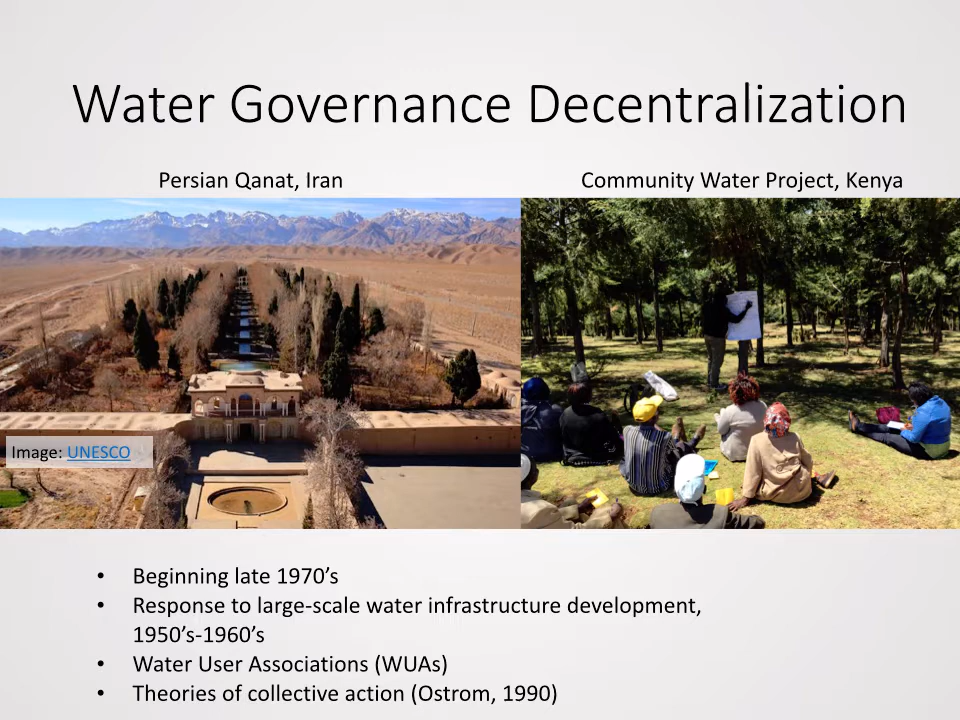 Water Governance Decentralization
Persian Qanat, Iran
Community Water Project, Kenya
Image: UNESCO
• Beginning late 1970’s
• Response to large-scale water infrastructure development,
1950’s-1960’s
• Water User Associations (WUAs)
• Theories of collective action (Ostrom, 1990)